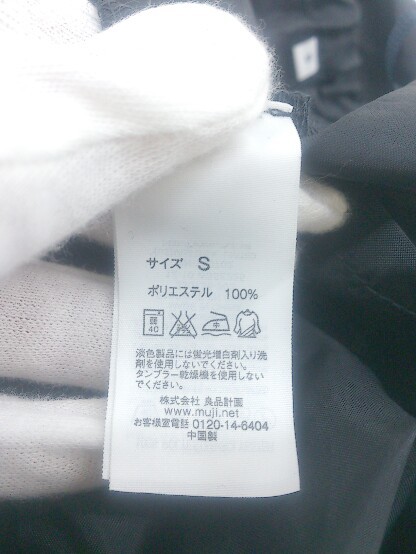 サイズ S
ポリエステル 100%
40
中
淡色製品には蛍光増白剤入り洗
剤を使用しないでください。
タンブラー乾燥機を使用しない
でください。
株式会社 良品計画
www.muji.net
お客様室電話 0120-14-6404
中国製